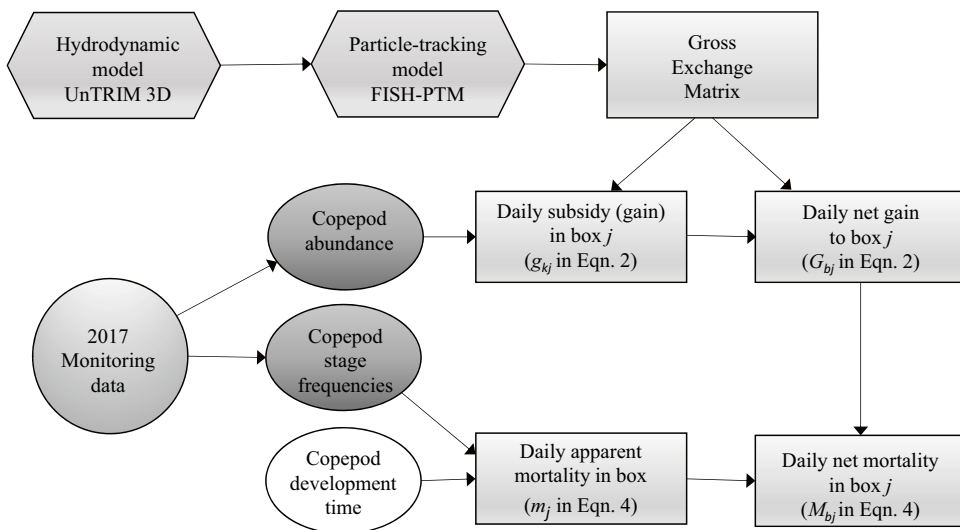 Hydrodynamic
model
UnTRIM 3D
Particle-tracking
model
FISH-PTM
Gross
Exchange
Matrix
Copepod
abundance
Daily subsidy (gain)
in box j
(gkj in Eqn. 2)
Daily net gain
to box j
(Gbj in Eqn. 2)
2017
Monitoring
data
Copepod
stage
frequencies
Copepod
development
time
Daily apparent
mortality in box
(mj in Eqn. 4)
Daily net mortality
in box j
(Mbj in Eqn. 4)